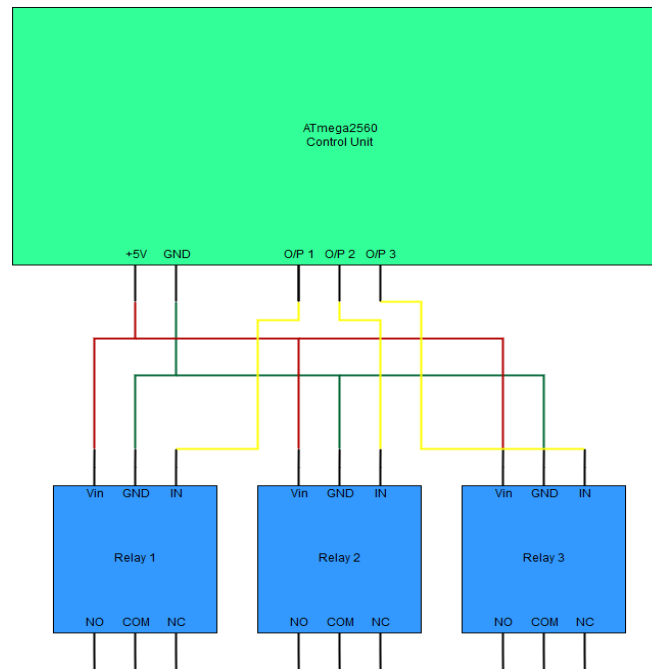 ATmega2560
Control Unit
+5V GND O/P 1 O/P 2 O/P 3
Vin GND IN Vin GND IN Vin GND IN
Relay 1 Relay 2 Relay 3
NO COM NC NO COM NC NO COM NC